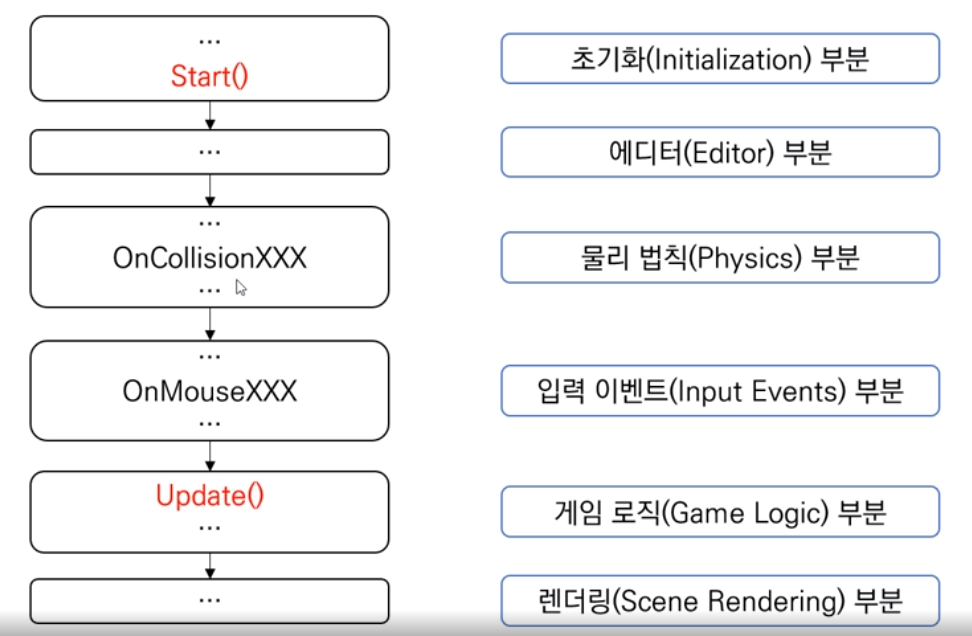 ...
Start()
초기화(Initialization) 부분
...
에디터(Editor) 부분
...
OnCollisionXXX
...
물리 법칙(Physics) 부분
...
OnMouseXXX
...
입력 이벤트(Input Events) 부분
Update()
...
게임 로직(Game Logic) 부분
...
렌더링(Scene Rendering) 부분